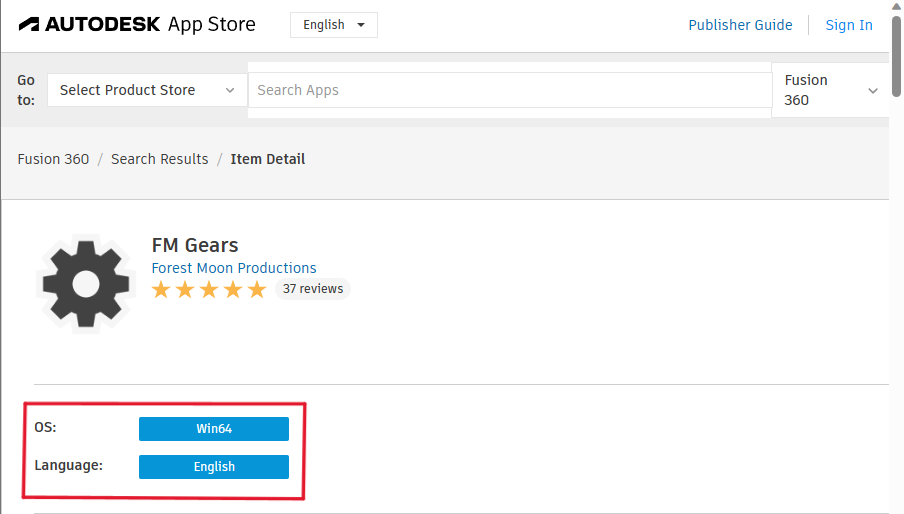 AUTODESK App Store English Publisher Guide Sign In
Go to: Select Product Store Search Apps Fusion 360
Fusion 360 / Search Results / Item Detail
FM Gears
Forest Moon Productions
37 reviews
OS: Win64
Language: English